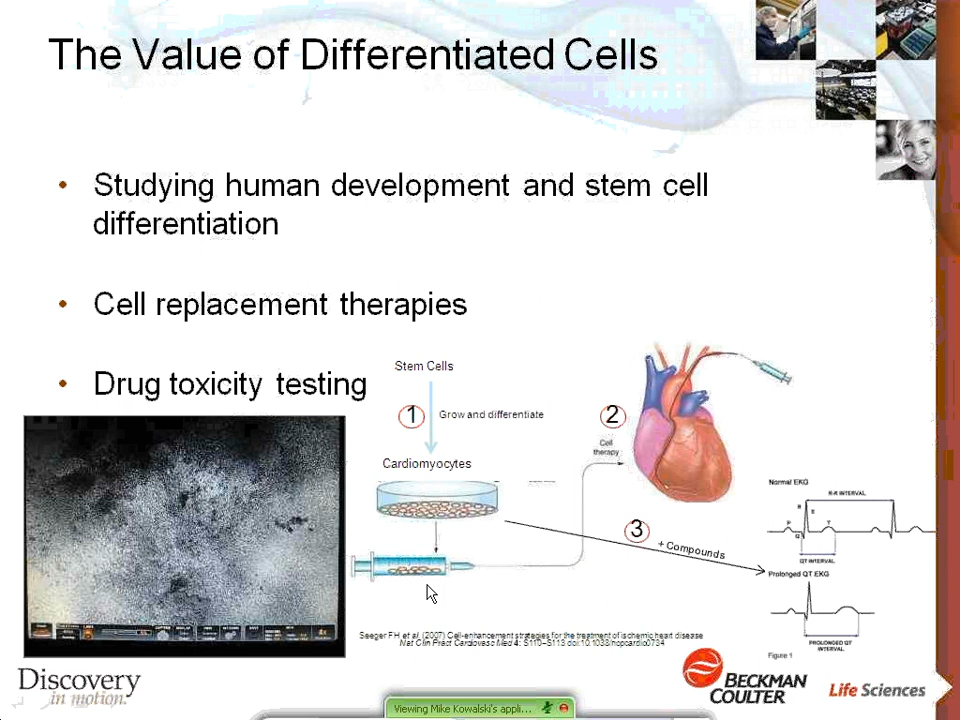 The Value of Differentiated Cells
• Studying human development and stem cell
differentiation
• Cell replacement therapies
• Drug toxicity testing
Stem Cells
1
Grow and differentiate
Cardiomyocytes
2
Cell
therapy
3
+ Compounds
Normal EKG
R-R INTERVAL
R
S
P
T
Q
QT INTERVAL
Prolonged QT EKG
PROLONGED QT
INTERVAL
Figure 1
Seeger FH et al. (2007) Cell-enhancement strategies for the treatment of ischemic heart disease
Nat Clin Pract Cardiovasc Med 4: S110–S113 doi:10.1038/ncpcardio0734
Discovery
in motion.
BECKMAN
COULTER
Life Sciences
Viewing Mike Kowalski's appli...